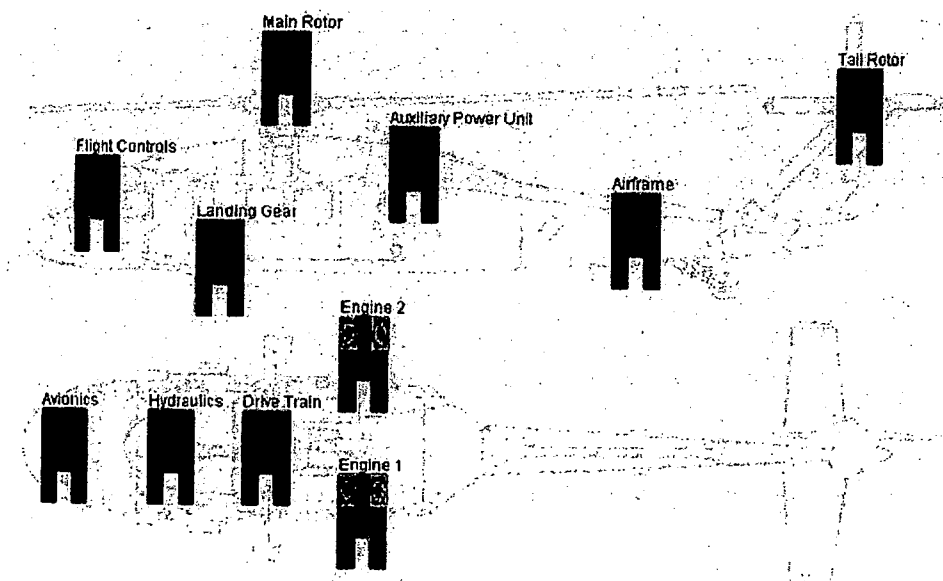 Main Rotor
Tail Rotor
Auxiliary Power Unit
Flight Controls
Airframe
Landing Gear
Engine 2
Avionics
Hydraulics
Drive Train
Engine 1